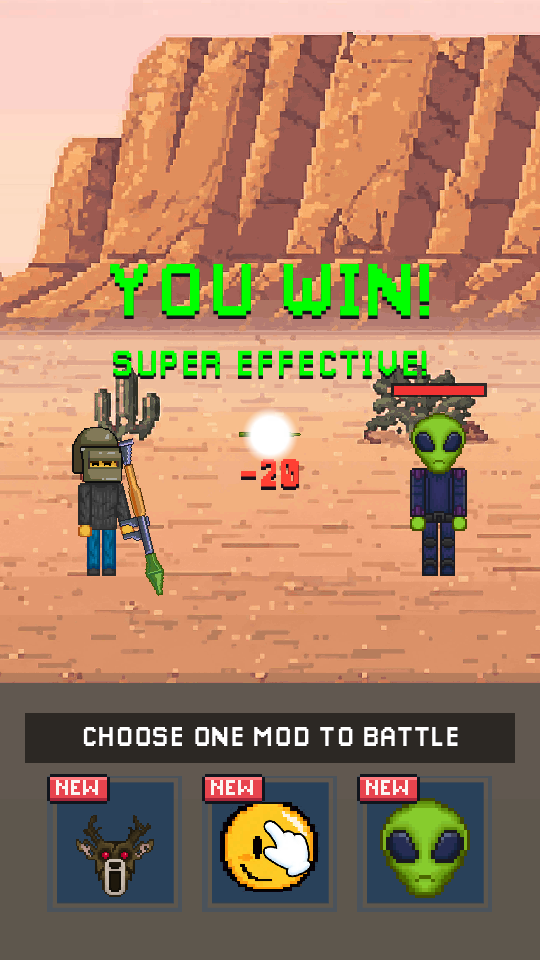 YOU WIN!
SUPER EFFECTIVE!
-20
CHOOSE ONE MOD TO BATTLE
NEW NEW NEW